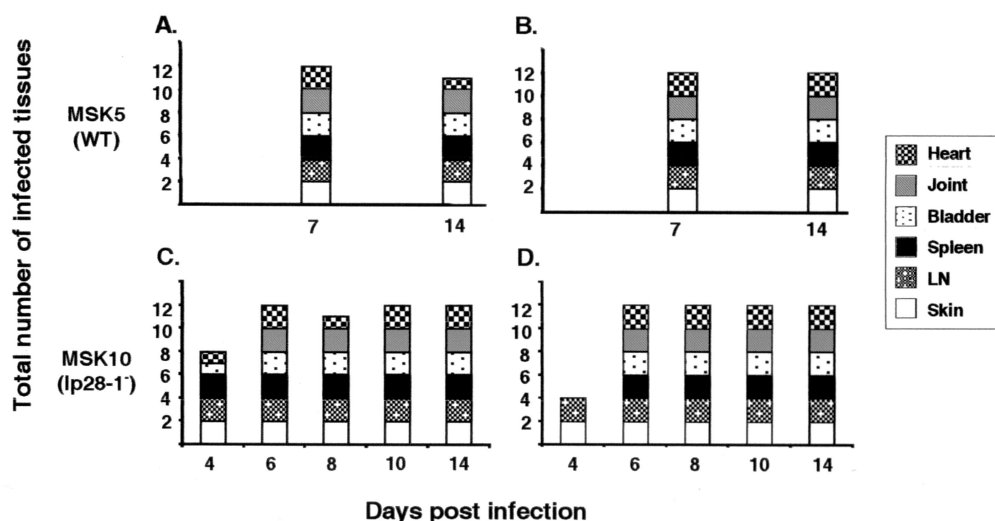 Total number of infected tissues
A.
12
10
8
6
4
2
7
14
MSK5
(WT)
B.
12
10
8
6
4
2
7
14
C.
12
10
8
6
4
2
4
6
8
10
14
MSK10
(lp28-1⁻)
D.
12
10
8
6
4
2
4
6
8
10
14
Heart
Joint
Bladder
Spleen
LN
Skin
Days post infection